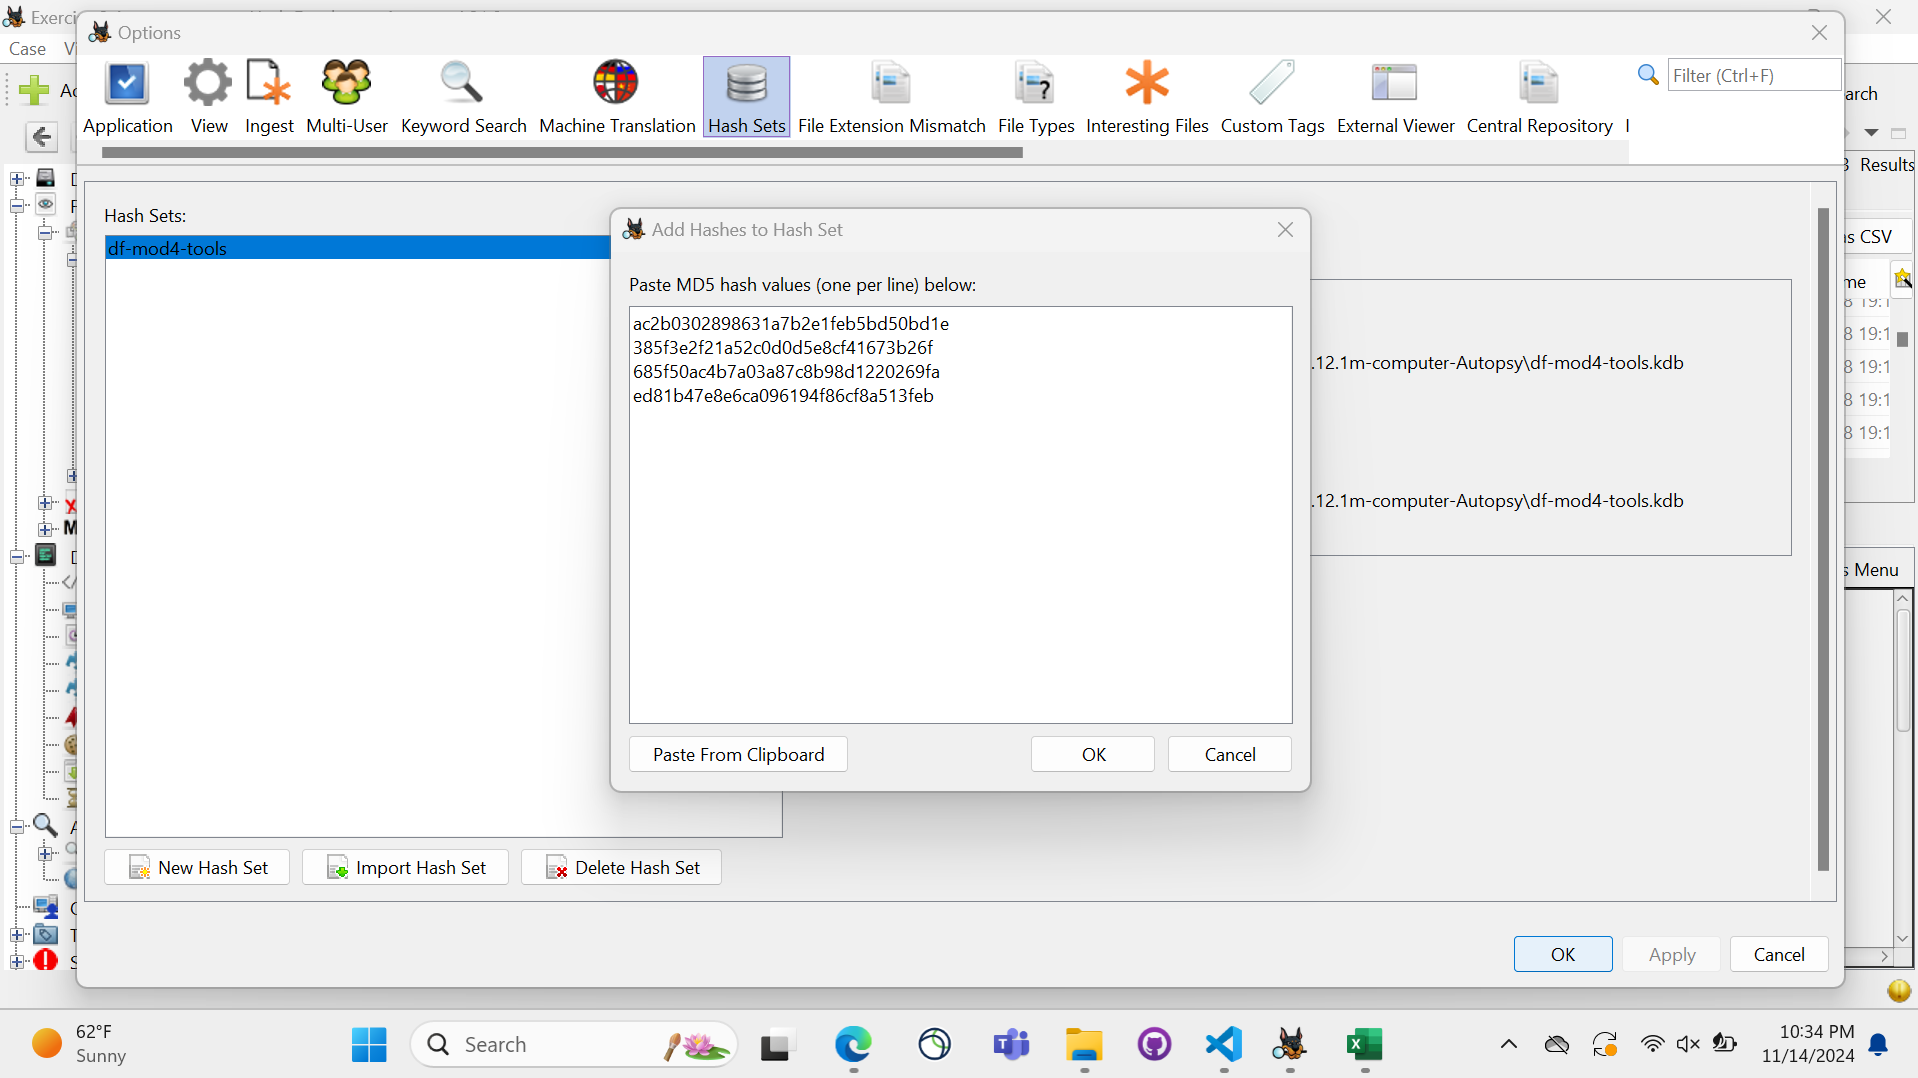 Exerci
Options
Case
Vi
Application
View
Ingest
Multi-User
Keyword Search
Machine Translation
Hash Sets
File Extension Mismatch
File Types
Interesting Files
Custom Tags
External Viewer
Central Repository
Filter (Ctrl+F)
arch
3 Results
as CSV
me
8 19:1
8 19:1
8 19:1
8 19:1
8 19:1
s Menu
Hash Sets:
df-mod4-tools
Add Hashes to Hash Set
Paste MD5 hash values (one per line) below:
ac2b0302898631a7b2e1feb5bd50bd1e
385f3e2f21a52c0d0d5e8cf41673b26f
685f50ac4b7a03a87c8b98d1220269fa
ed81b47e8e6ca096194f86cf8a513feb
.12.1m-computer-Autopsy\df-mod4-tools.kdb
.12.1m-computer-Autopsy\df-mod4-tools.kdb
Paste From Clipboard
OK
Cancel
New Hash Set
Import Hash Set
Delete Hash Set
OK
Apply
Cancel
62°F
Sunny
Search
10:34 PM
11/14/2024